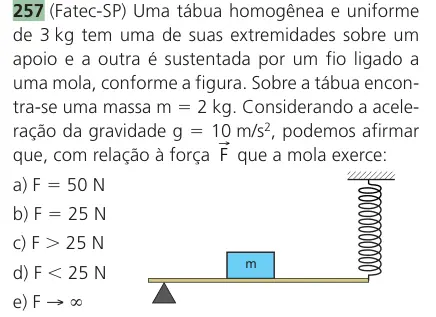 257 (Fatec-SP) Uma tábua homogênea e uniforme
de 3 kg tem uma de suas extremidades sobre um
apoio e a outra é sustentada por um fio ligado a
uma mola, conforme a figura. Sobre a tábua encon-
tra-se uma massa m = 2 kg. Considerando a acele-
ração da gravidade g = 10 m/s², podemos afirmar
que, com relação à força F⃗ que a mola exerce:
a) F = 50 N
b) F = 25 N
c) F > 25 N
d) F < 25 N
e) F → ∞
m